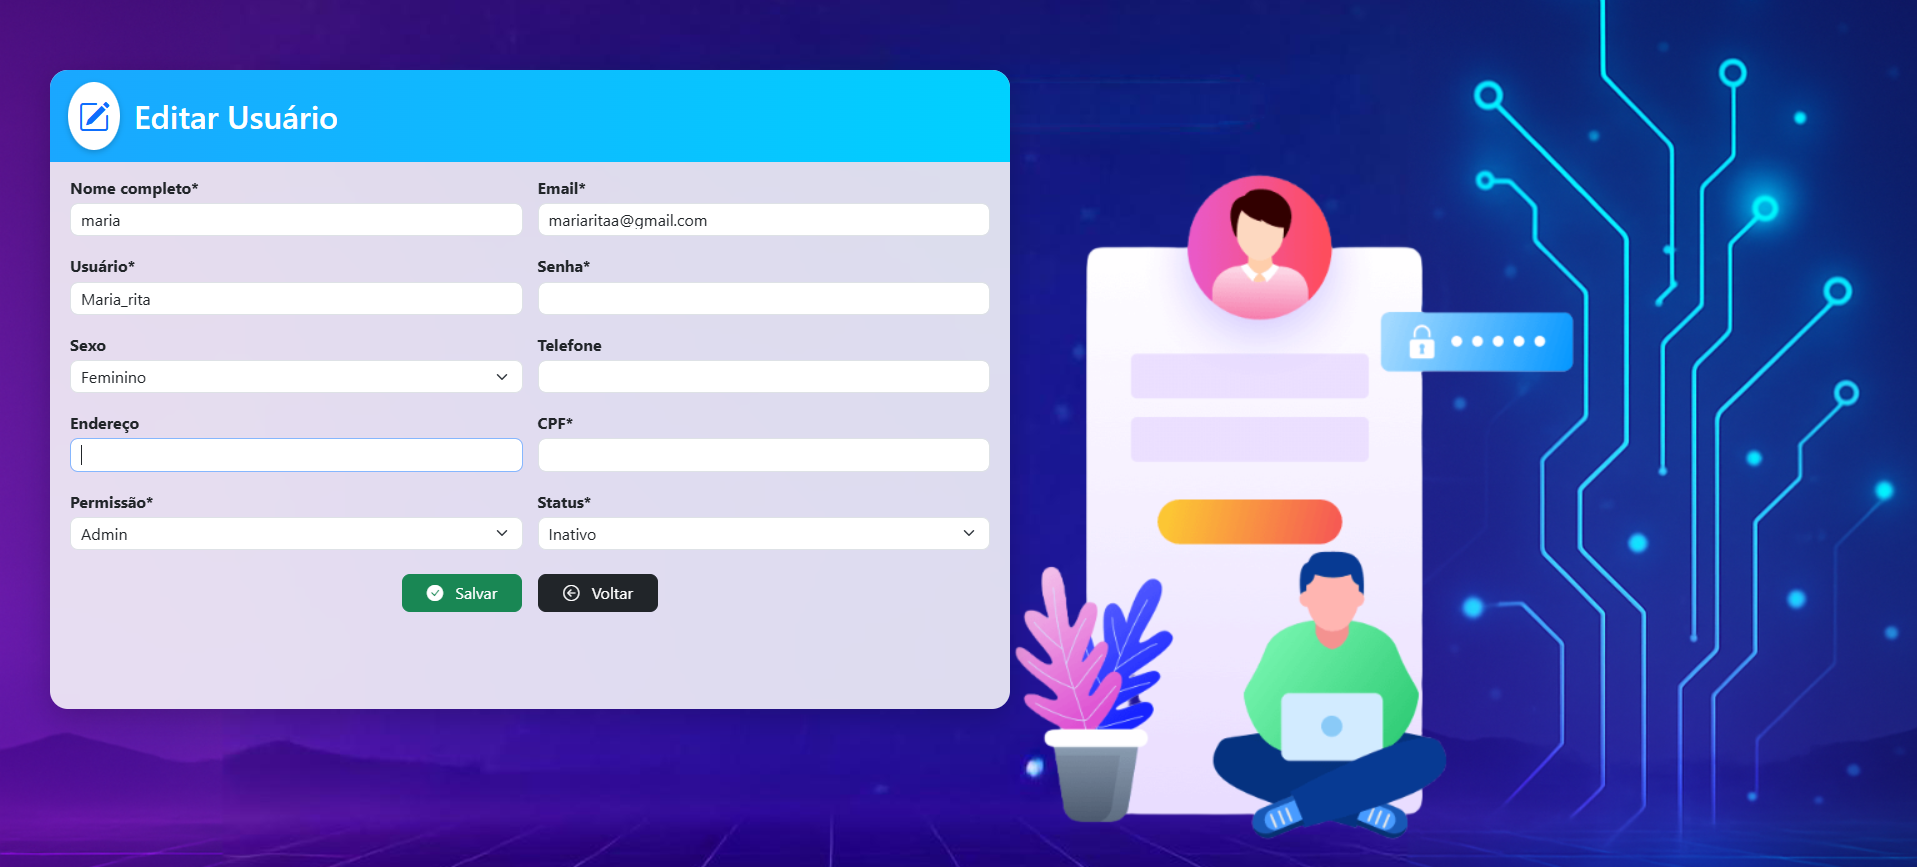 Editar Usuário
Nome completo*
Email*
maria
mariaritaa@gmail.com
Usuário*
Senha*
Maria_rita
Sexo
Telefone
Feminino
Endereço
CPF*
Permissão*
Status*
Admin
Inativo
Salvar
Voltar